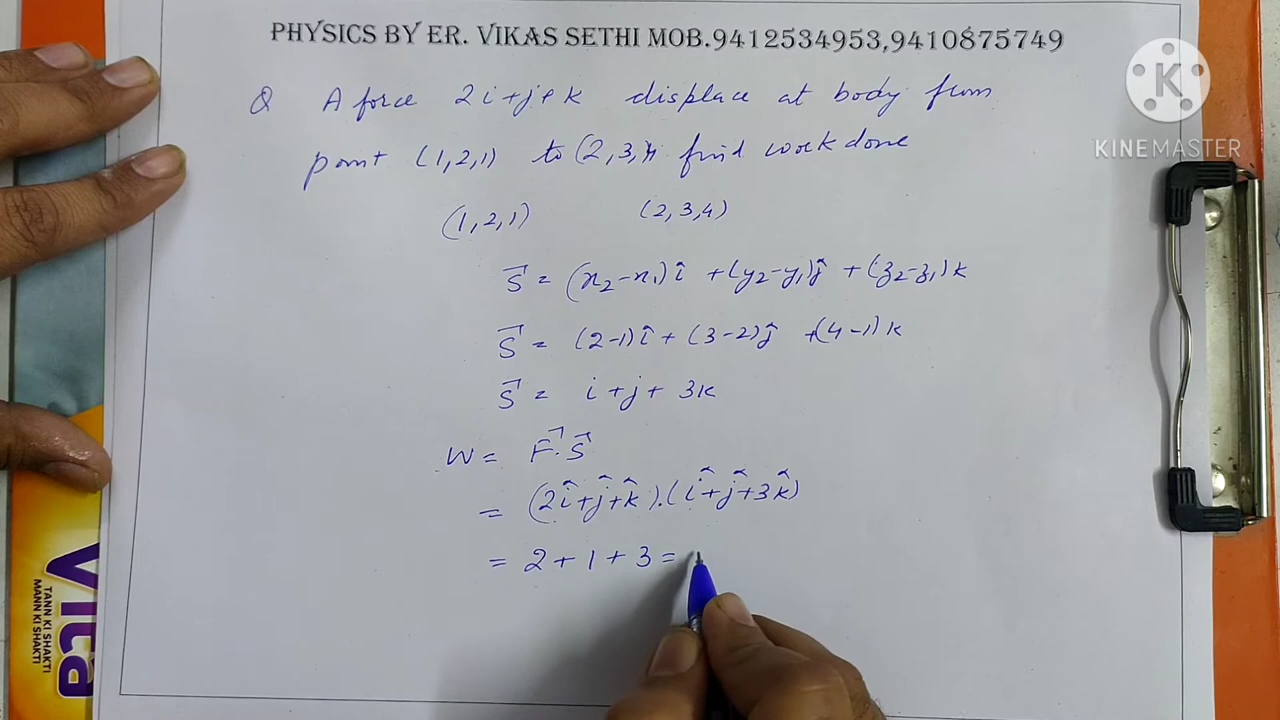 PHYSICS BY ER. VIKAS SETHI MOB.9412534953,9410875749
K
KINEMASTER
Q A force 2i+j+k displace at body from
point (1,2,1) to (2,3,4) find work done
(1,2,1) (2,3,4)
S⃗ = (x₂-x₁)î + (y₂-y₁)ĵ + (z₂-z₁)k
S⃗ = (2-1)î + (3-2)ĵ + (4-1)k
S⃗ = i + j + 3k
W = F⃗.S⃗
= (2î+ĵ+k̂).(î+ĵ+3k̂)
= 2 + 1 + 3 =
Vita
TANN KI SHAKTI
MANN KI SHAKTI